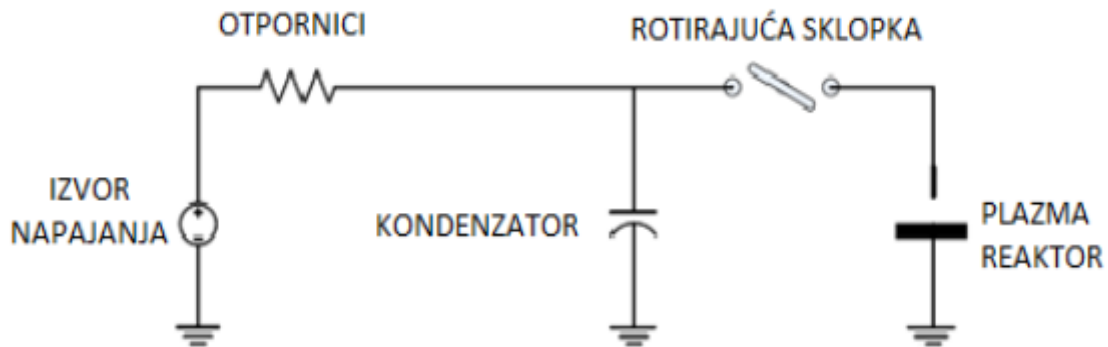 OTPORNICI
ROTIRAJUĆA SKLOPKA
IZVOR
NAPAJANJA
KONDENZATOR
PLAZMA
REAKTOR